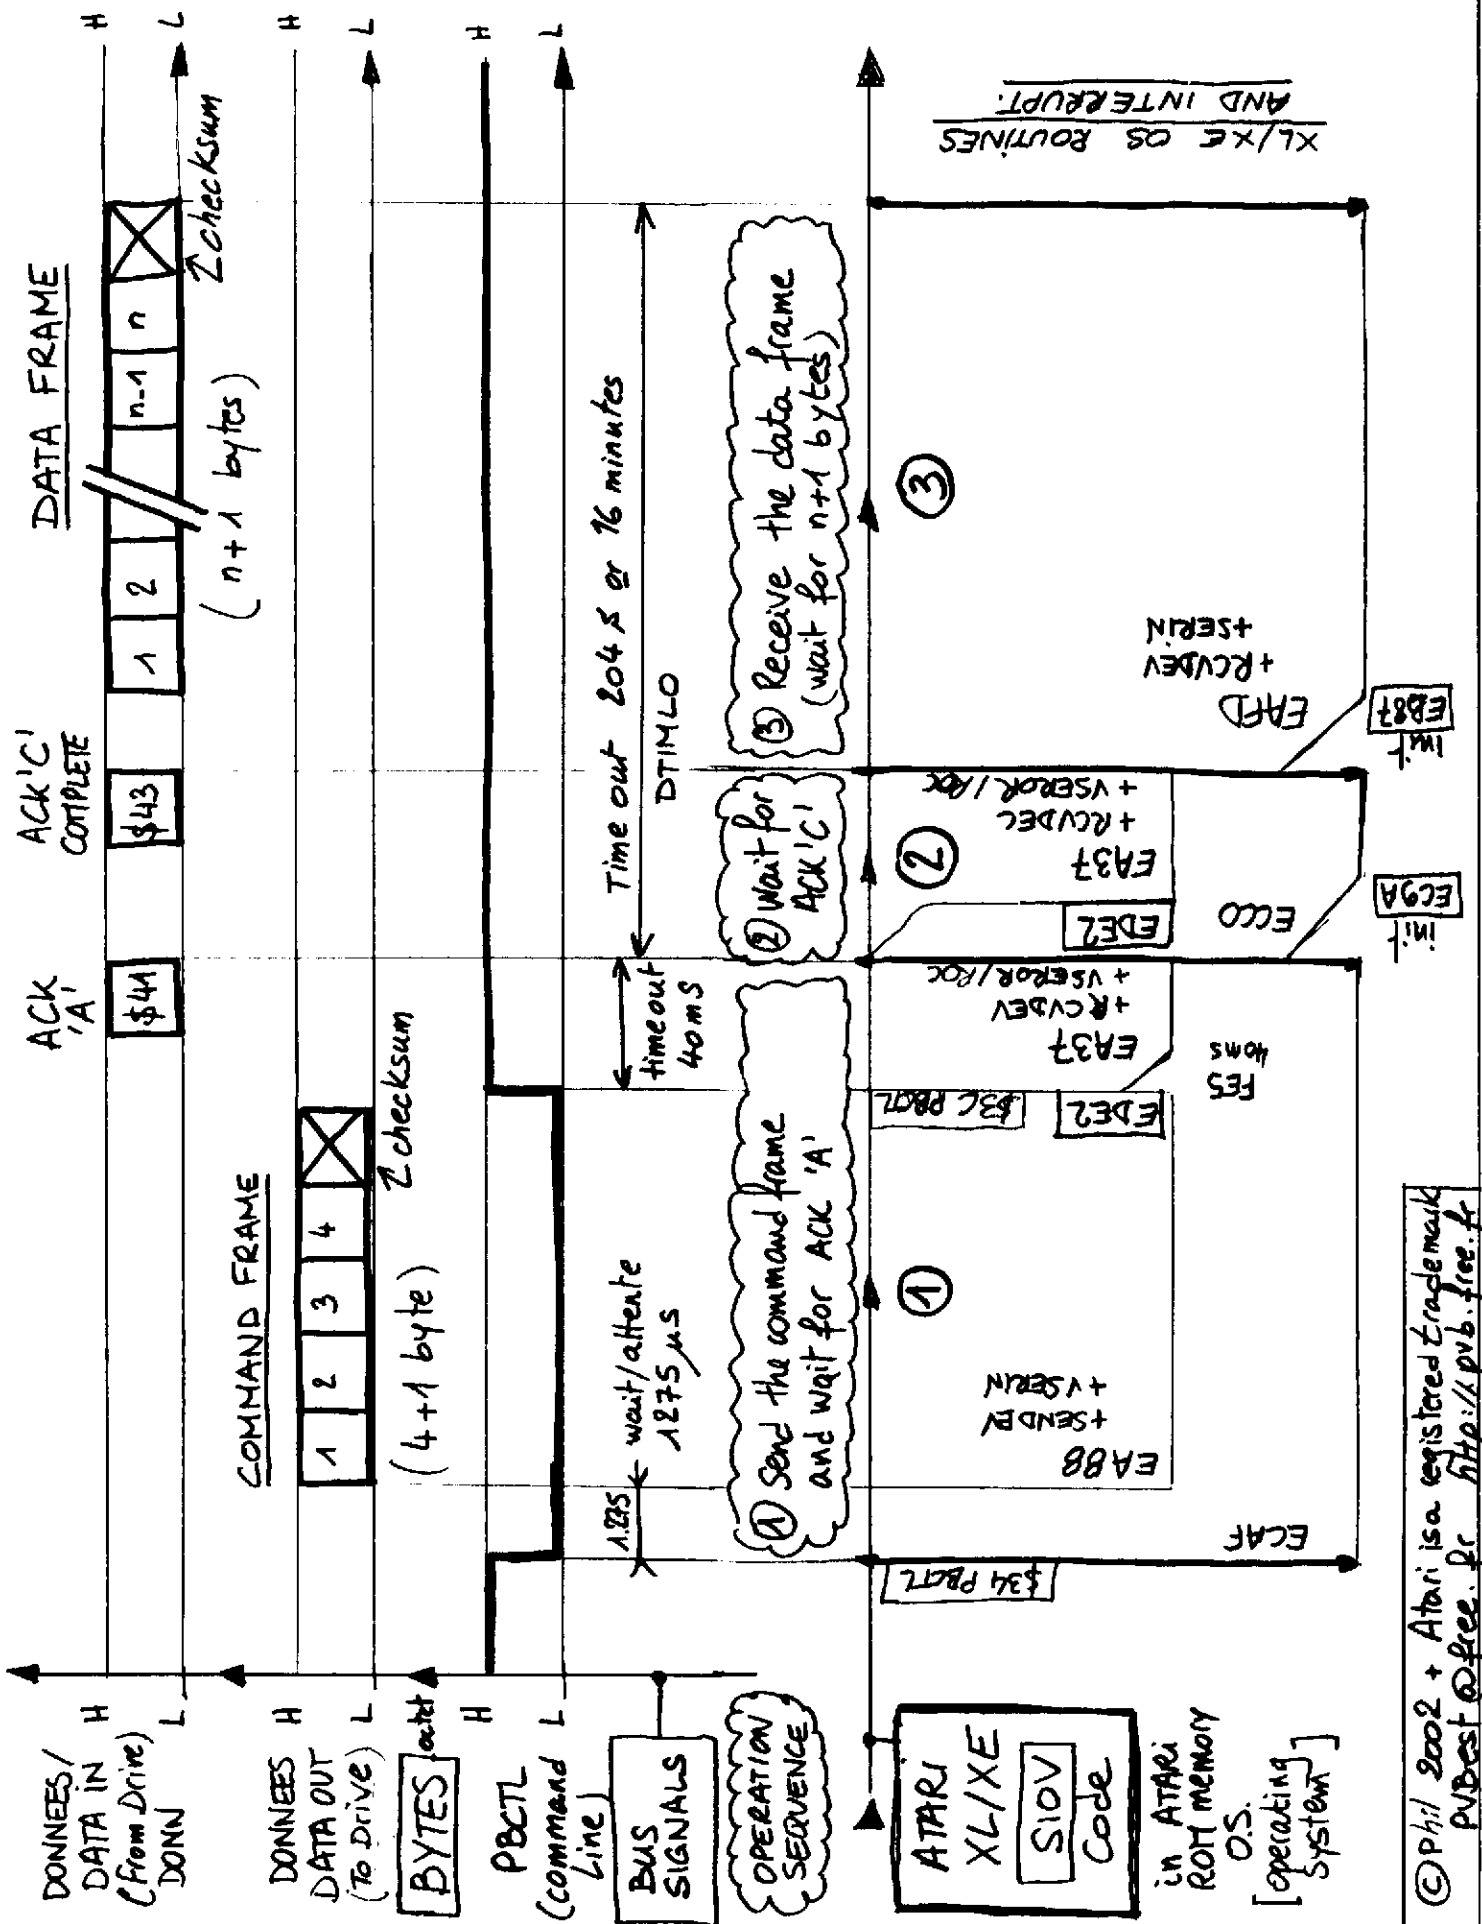 DONNEES/
DATA IN
(from Drive)
DONN
H
L
ACK
'A'
$41
ACK 'C'
COMPLETE
$43
DATA FRAME
1
2
n-1
n
(n+1 bytes)
checksum
H
L
DONNEES
DATA OUT
(To Drive)
H
L
COMMAND FRAME
1
2
3
4
(4+1 byte)
checksum
H
L
BYTES
octet
PBCTL
(command
Line)
H
L
H
L
BUS
SIGNALS
1.275
wait/attente
1275 µs
timeout
40ms
Time out 204 s or 16 minutes
DTIMLO
OPERATION
SEQUENCE
① Send the command frame
and wait for ACK 'A'
② Wait for
ACK 'C'
③ Receive the data frame
(wait for n+1 bytes)
ATARI
XL/XE
SIOV
Code
in ATARI
ROM memory
O.S.
[operating
system]
①
②
③
$34 PBCTL
ECAF
EA88
+SENDEV
+VSERIN
$3C PBCTL
EDE2
EA37
+RCVDEV
+VSEROR/ROC
FE5
40ms
EDE2
EA37
+RCVDEC
+VSEROR/ROC
ECC0
init
EC9A
EAFD
+RCVDEV
+SERIN
init
EB87
XL/XE OS ROUTINES
AND INTERRUPT.
©Phil 2002 + Atari is a registered trademark
PVBest@free.fr http://pvb.free.fr